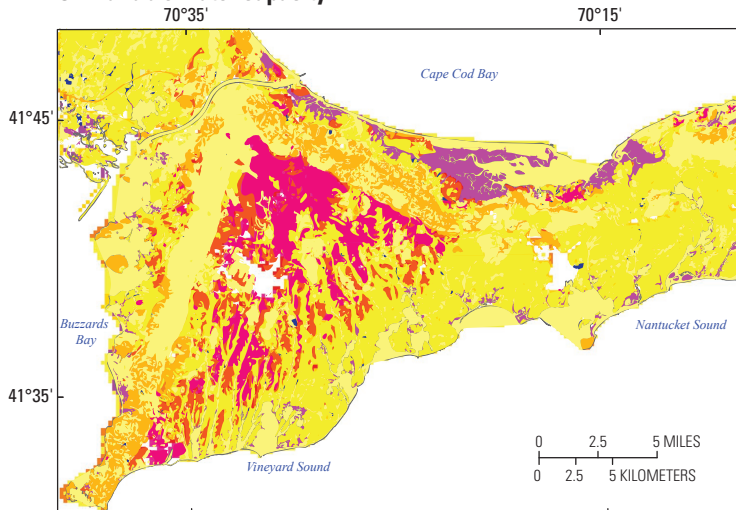 70°35'
70°15'
Cape Cod Bay
41°45'
Buzzards
Bay
Nantucket Sound
41°35'
0 2.5 5 MILES
0 2.5 5 KILOMETERS
Vineyard Sound